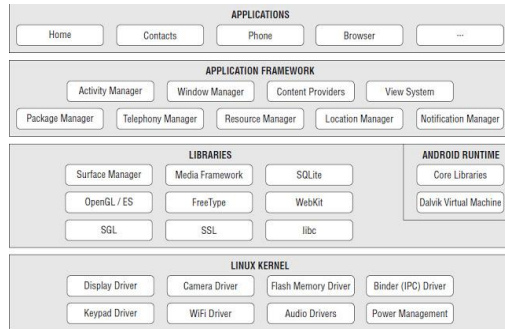 APPLICATIONS
Home Contacts Phone Browser ...
APPLICATION FRAMEWORK
Activity Manager Window Manager Content Providers View System
Package Manager Telephony Manager Resource Manager Location Manager Notification Manager
LIBRARIES
Surface Manager Media Framework SQLite
OpenGL / ES FreeType WebKit
SGL SSL libc
ANDROID RUNTIME
Core Libraries
Dalvik Virtual Machine
LINUX KERNEL
Display Driver Camera Driver Flash Memory Driver Binder (IPC) Driver
Keypad Driver WiFi Driver Audio Drivers Power Management